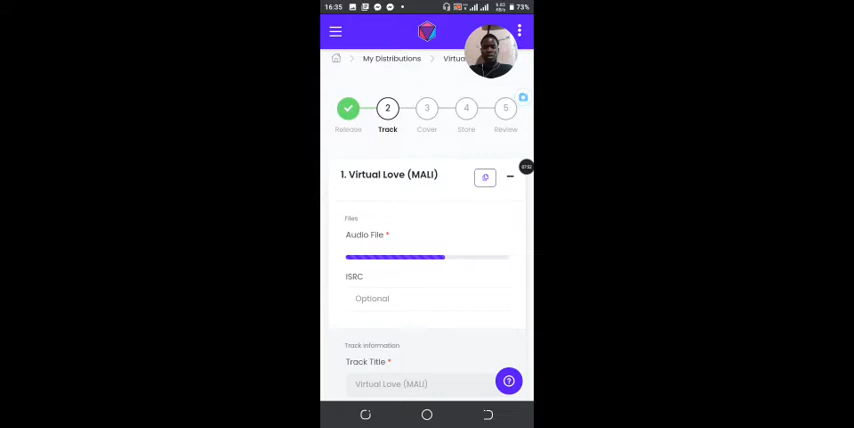 16:35
73%
My Distributions
2
3
4
5
Release
Track
Cover
Store
Review
1. Virtual Love (MALI)
Files
Audio File *
ISRC
Optional
Track information
Track Title *
Virtual Love (MALI)